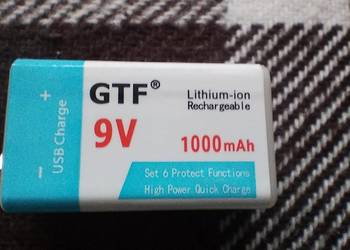 GTF®
Lithium-ion
Rechargeable
9V
1000mAh
Set 6 Protect Functions
High Power Quick Charge
+
USB Charge
−